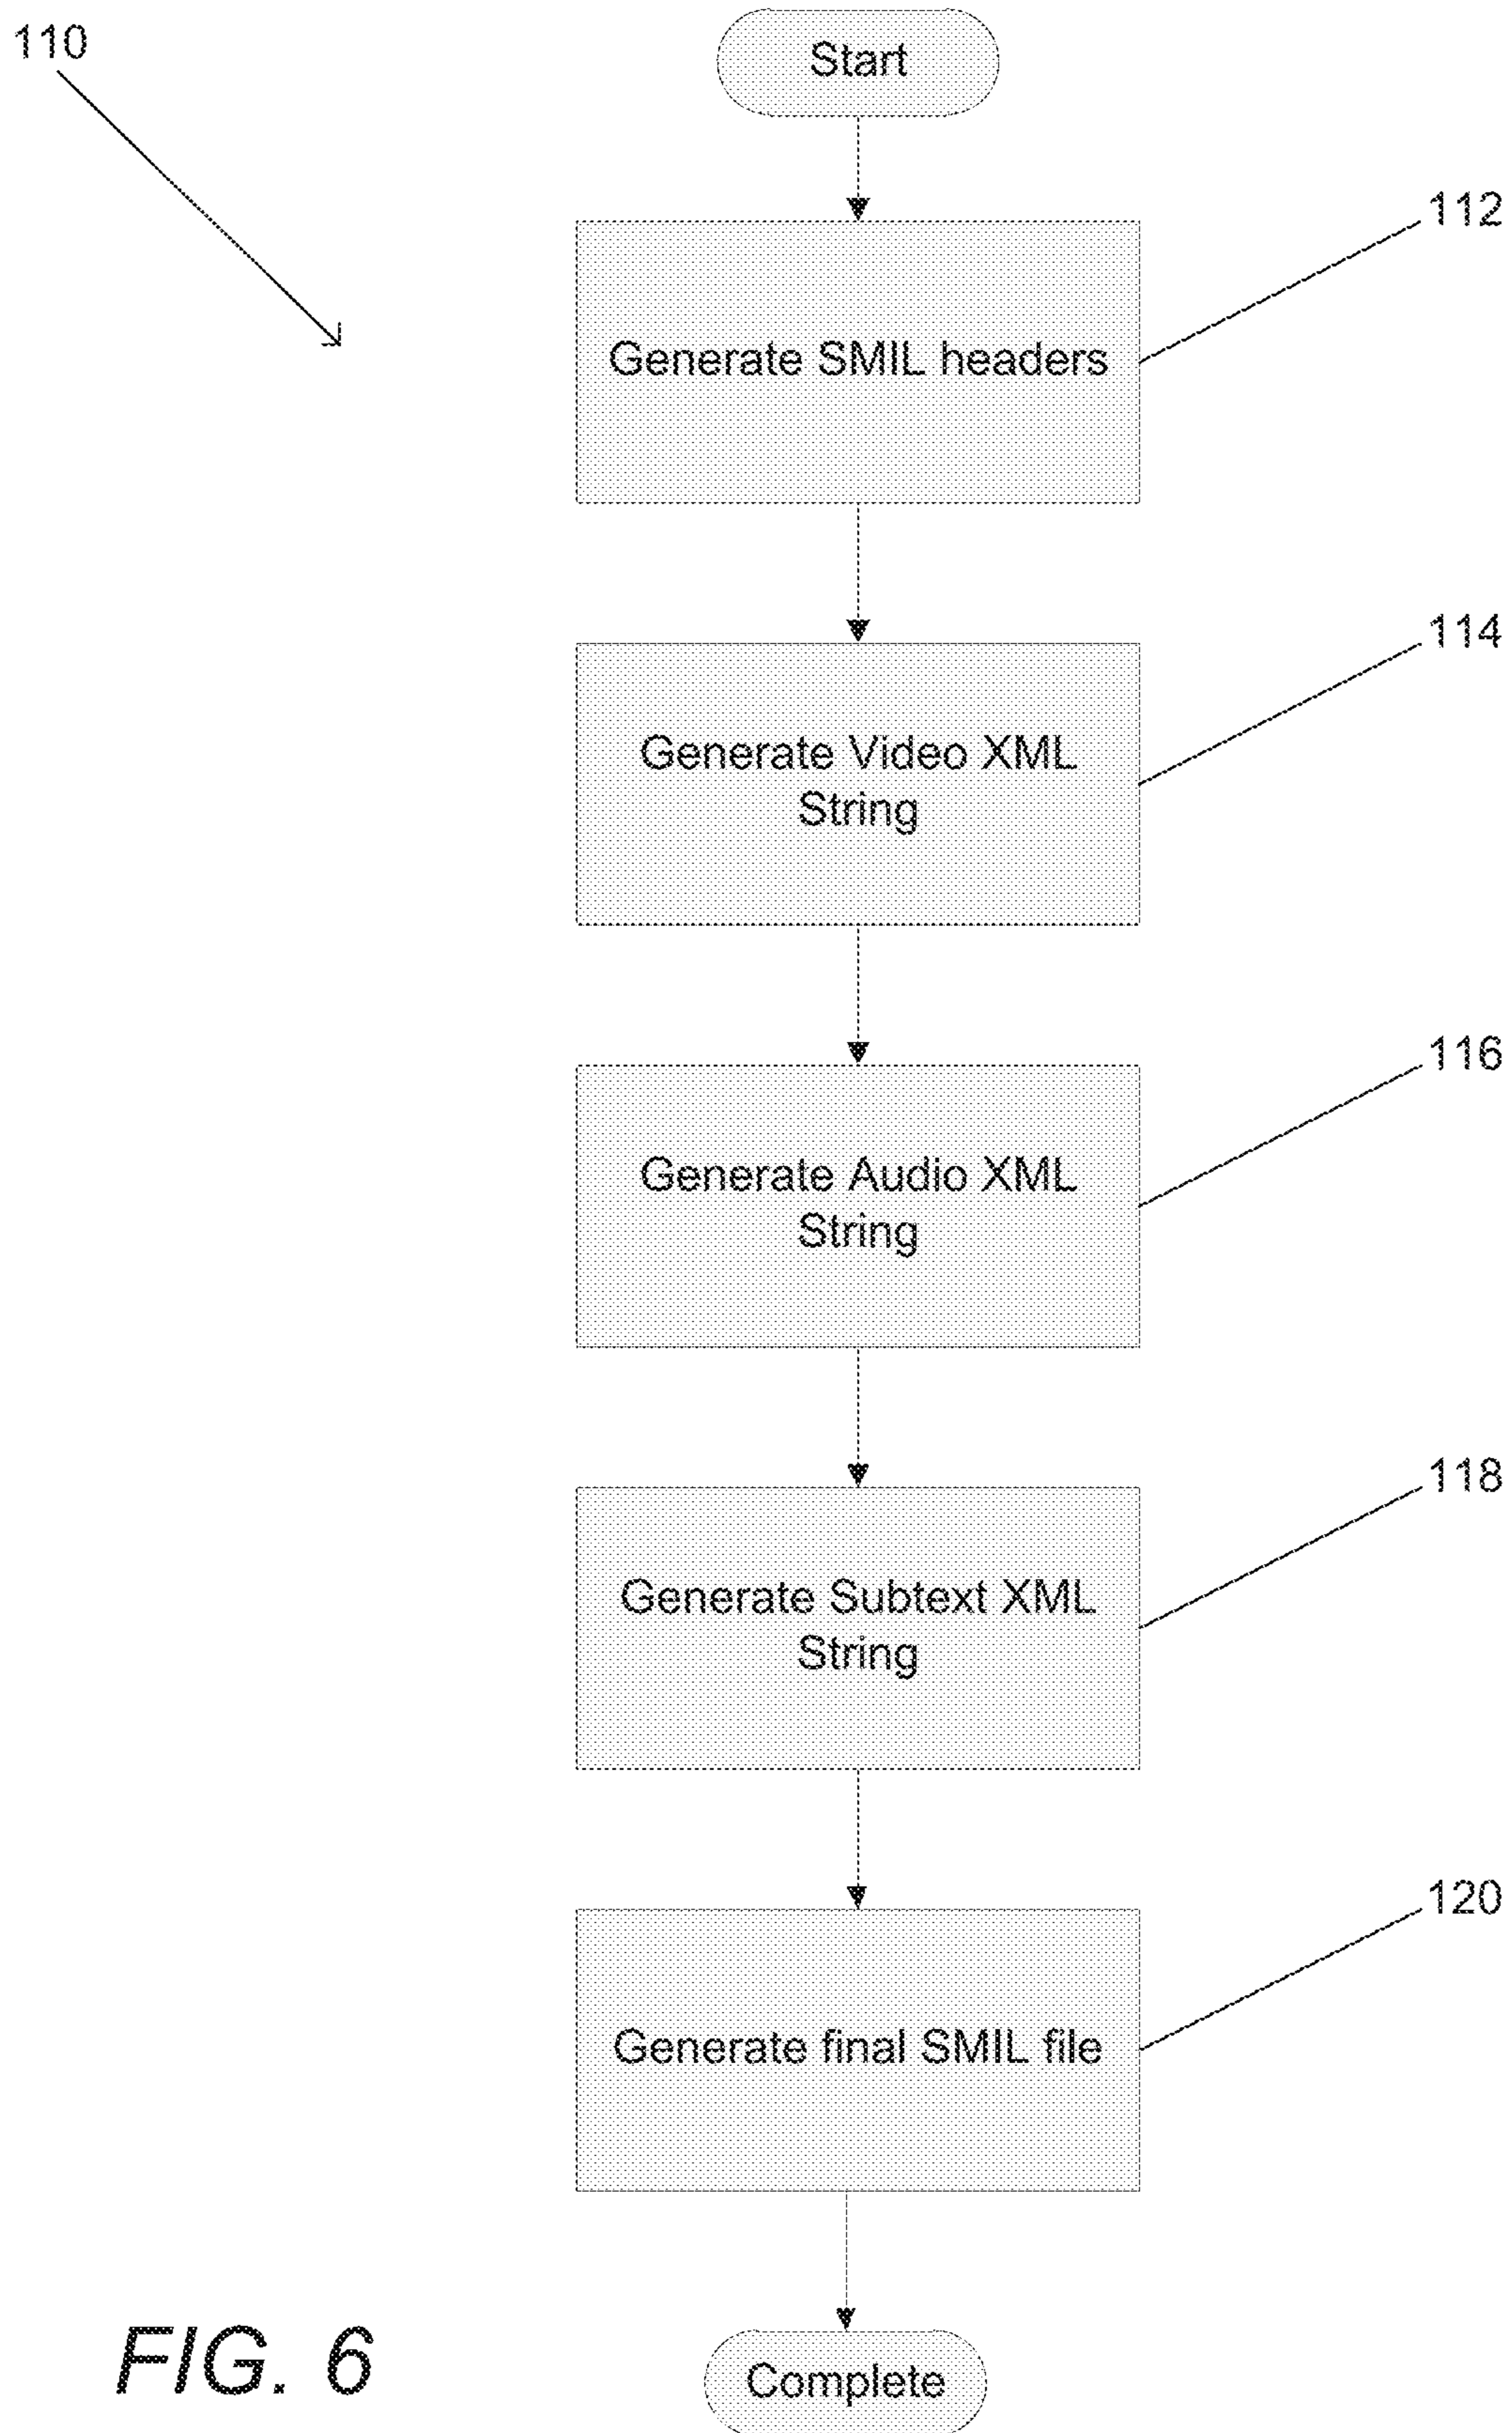 110
Start
112
Generate SMIL headers
114
Generate Video XML
String
116
Generate Audio XML
String
118
Generate Subtext XML
String
120
Generate final SMIL file
FIG. 6
Complete